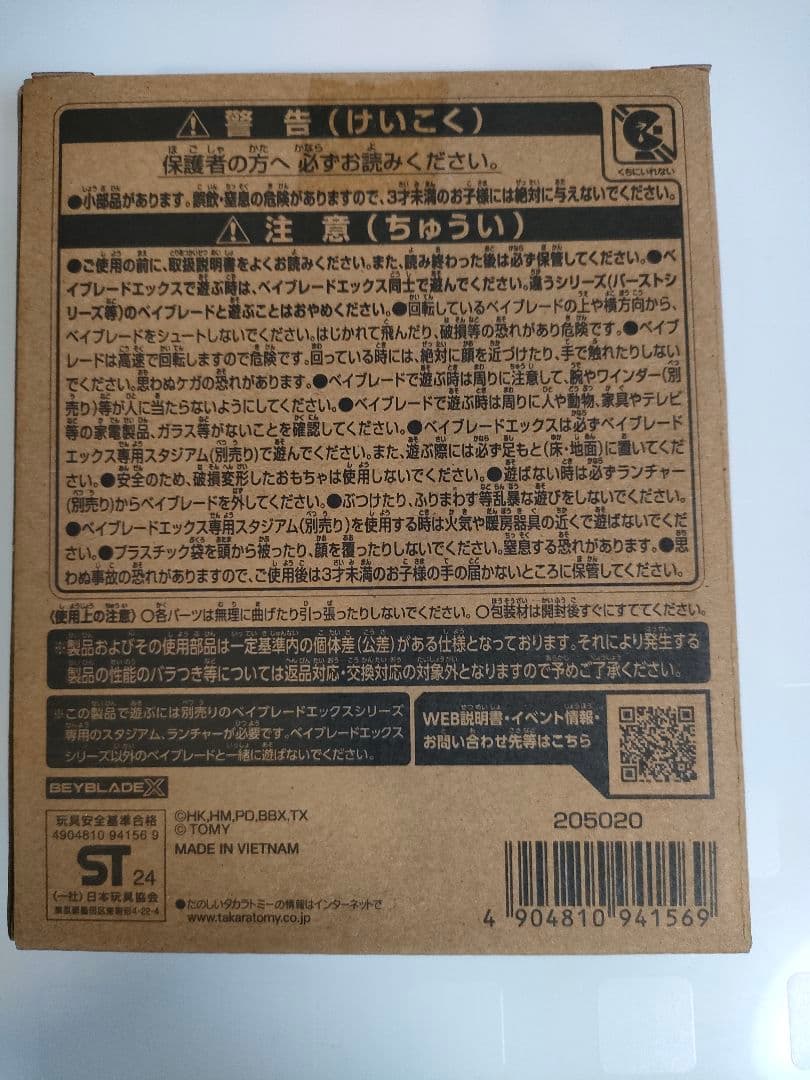 警告(けいこく)
くちにいれない
保護者の方へ 必ずお読みください。
●小部品があります。誤飲・窒息の危険がありますので、3才未満のお子様には絶対に与えないでください。
注意(ちゅうい)
●ご使用の前に、取扱説明書をよくお読みください。また、読み終わった後は必ず保管してください。●ベ
イブレードエックスで遊ぶ時は、ベイブレードエックス同士で遊んでください。違うシリーズ(バーストシ
リーズ等)のベイブレードと遊ぶことはおやめください。●回転しているベイブレードの上や横方向から、
ベイブレードをシュートしないでください。はじかれて飛んだり、破損等の恐れがあり危険です。●ベイブ
レードは高速で回転しますので危険です。回っている時には、絶対に顔を近づけたり、手で触れたりしない
でください。思わぬケガの恐れがあります。●ベイブレードで遊ぶ時は周りに注意して、腕やワインダー(別
売り)等が人に当たらないようにしてください。●ベイブレードで遊ぶ時は周りに人や動物、家具やテレビ
等の家電製品、ガラス等がないことを確認してください。●ベイブレードエックスは必ずベイブレード
エックス専用スタジアム(別売り)で遊んでください。また、遊ぶ際には必ず足もと(床・地面)に置いてくだ
さい。●安全のため、破損変形したおもちゃは使用しないでください。●遊ばない時は必ずランチャー
(別売り)からベイブレードを外してください。●ぶつけたり、ふりまわす等乱暴な遊びをしないでください。
●ベイブレードエックス専用スタジアム(別売り)を使用する時は火気や暖房器具の近くで遊ばないでくだ
さい。●プラスチック袋を頭から被ったり、顔を覆ったりしないでください。窒息する恐れがあります。●思
わぬ事故の恐れがありますので、ご使用後は3才未満のお子様の手の届かないところに保管してください。
〈使用上の注意〉○各パーツは無理に曲げたり引っ張ったりしないでください。○包装材は開封後すぐにすててください。
※製品およびその使用部品は一定基準内の個体差(公差)がある仕様となっております。それにより発生する
製品の性能のバラつき等については返品対応・交換対応の対象外となりますので予めご了承ください。
※この製品で遊ぶには別売りのベイブレードエックスシリーズ
専用のスタジアム、ランチャーが必要です。ベイブレードエックス
シリーズ以外のベイブレードと一緒に遊ばないでください。
WEB説明書・イベント情報・
お問い合わせ先等はこちら
BEYBLADE X
玩具安全基準合格
4904810 94156 9
ST 24
(一社)日本玩具協会
東京都墨田区東駒形4-22-4
©HK,HM,PD,BBX,TX
© TOMY
MADE IN VIETNAM
●たのしいタカラトミーの情報はインターネットで
www.takaratomy.co.jp
205020
4 904810 941569